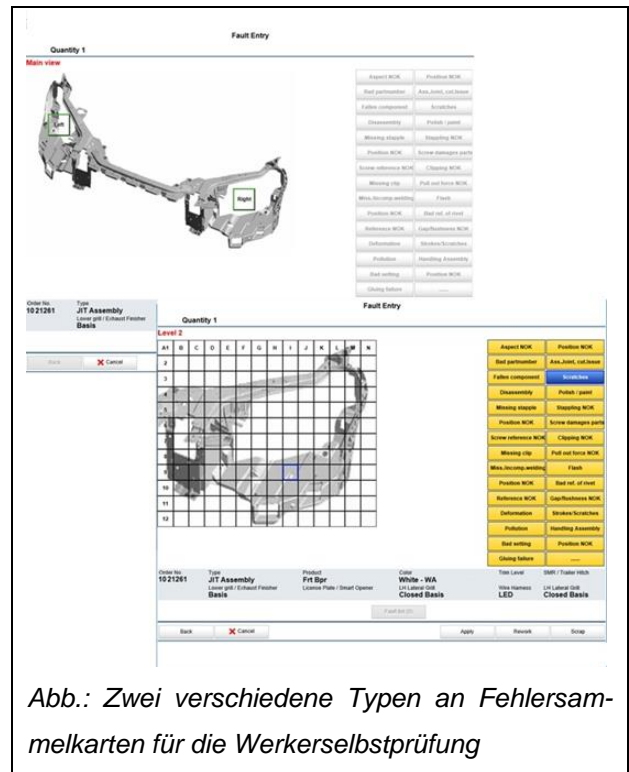 Fault Entry
Quantity 1
Main view
Left
Right
Aspect NOK Position NOK
Bad partnumber Ass.Joint, cut.tissue
Fallen component Scratches
Disassembly Polish / paint
Missing stapple Stappling NOK
Position NOK Screw damages parts
Screw reference NOK Clipping NOK
Missing clip Pull out force NOK
Miss./incomp.welding Flash
Position NOK Bad ref. of rivet
Reference NOK Gap/flushness NOK
Deformation Strokes/Scratches
Pollution Handling Assembly
Bad setting Position NOK
Gluing failure .....
Order No. Type
10 21261 JIT Assembly
Lower grill / Exhaust Finisher
Basis
Back Cancel
Fault Entry
Quantity 1
Level 2
A1 B C D E F G H I J K L M N
2
3
4
5
6
7
8
9
10
11
12
Aspect NOK Position NOK
Bad partnumber Ass.Joint, cut.tissue
Fallen component Scratches
Disassembly Polish / paint
Missing stapple Stappling NOK
Position NOK Screw damages parts
Screw reference NOK Clipping NOK
Missing clip Pull out force NOK
Miss./incomp.welding Flash
Position NOK Bad ref. of rivet
Reference NOK Gap/flushness NOK
Deformation Strokes/Scratches
Pollution Handling Assembly
Bad setting Position NOK
Gluing failure .....
Order No. Type Product Color Trim Level SMR / Trailer Hitch
10 21261 JIT Assembly Frt Bpr White - WA
Lower grill / Exhaust Finisher License Plate / Smart Opener LH Lateral Grill Wire Harness LH Lateral Grill
Basis Closed Basis LED Closed Basis
Back Cancel Apply Rework Scrap
Abb.: Zwei verschiedene Typen an Fehlersam-
melkarten für die Werkerselbstprüfung